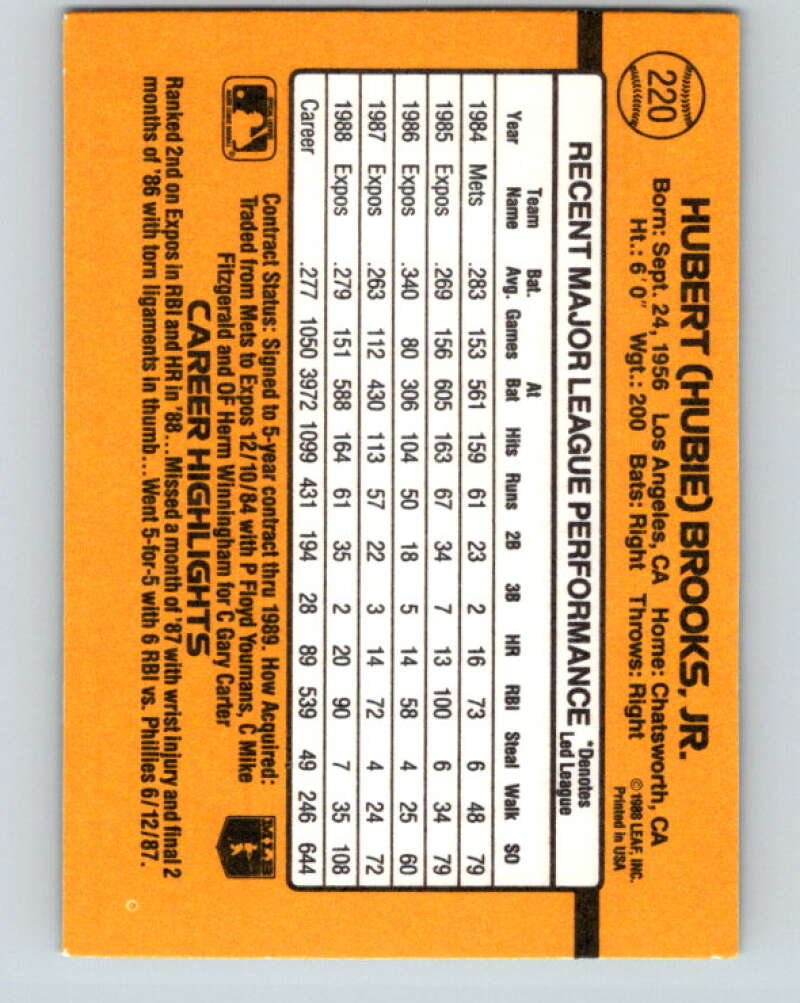 220
HUBERT (HUBIE) BROOKS, JR.
Born: Sept. 24, 1956 Los Angeles, CA Home: Chatsworth, CA
Ht.: 6'0" Wgt.: 200 Bats: Right Throws: Right
©1988 LEAF, INC.
Printed in USA
RECENT MAJOR LEAGUE PERFORMANCE
*Denotes
Led League
Year Team Name Bat. Avg. Games At Bat Hits Runs 2B 3B HR RBI Steal Walk SO
1984 Mets .283 153 561 159 61 23 2 16 73 6 48 79
1985 Expos .269 156 605 163 67 34 7 13 100 6 34 79
1986 Expos .340 80 306 104 50 18 5 14 58 4 25 60
1987 Expos .263 112 430 113 57 22 3 14 72 4 24 72
1988 Expos .279 151 588 164 61 35 2 20 90 7 35 108
Career .277 1050 3972 1099 431 194 28 89 539 49 246 644
Contract Status: Signed to 5-year contract thru 1989. How Acquired:
Traded from Mets to Expos 12/10/84 with P Floyd Youmans, C Mike
Fitzgerald and OF Herm Winningham for C Gary Carter
CAREER HIGHLIGHTS
Ranked 2nd on Expos in RBI and HR in '88... Missed a month of '87 with wrist injury and final 2
months of '86 with torn ligaments in thumb... Went 5-for-5 with 6 RBI vs. Phillies 6/12/87.